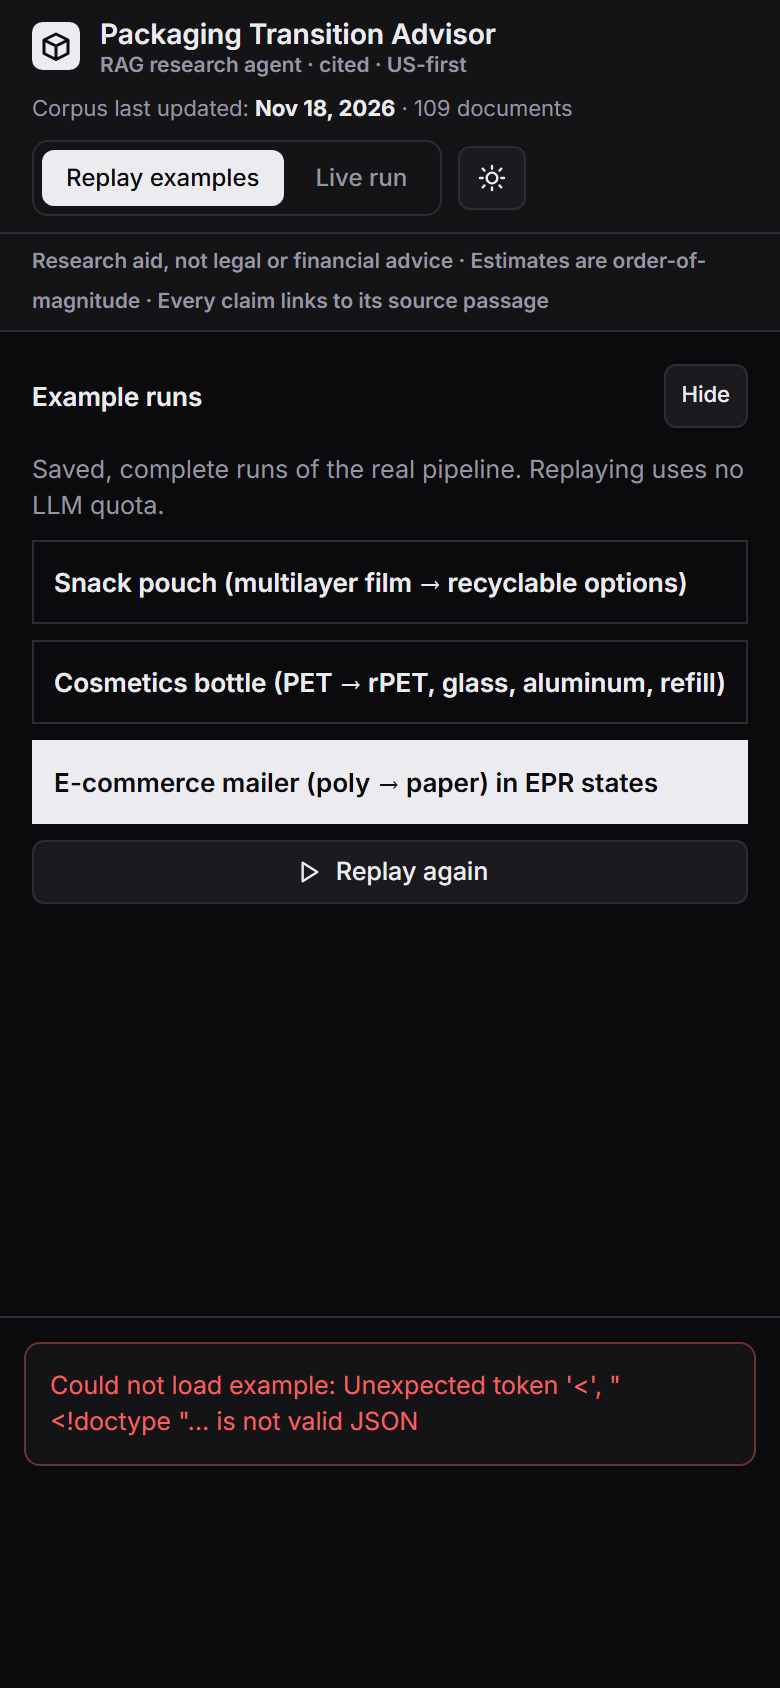 Packaging Transition Advisor
RAG research agent · cited · US-first
Corpus last updated: Nov 18, 2026 · 109 documents
Replay examples
Live run
Research aid, not legal or financial advice · Estimates are order-of-
magnitude · Every claim links to its source passage
Example runs
Hide
Saved, complete runs of the real pipeline. Replaying uses no
LLM quota.
Snack pouch (multilayer film → recyclable options)
Cosmetics bottle (PET → rPET, glass, aluminum, refill)
E-commerce mailer (poly → paper) in EPR states
Replay again
Could not load example: Unexpected token '<', "
<!doctype "... is not valid JSON